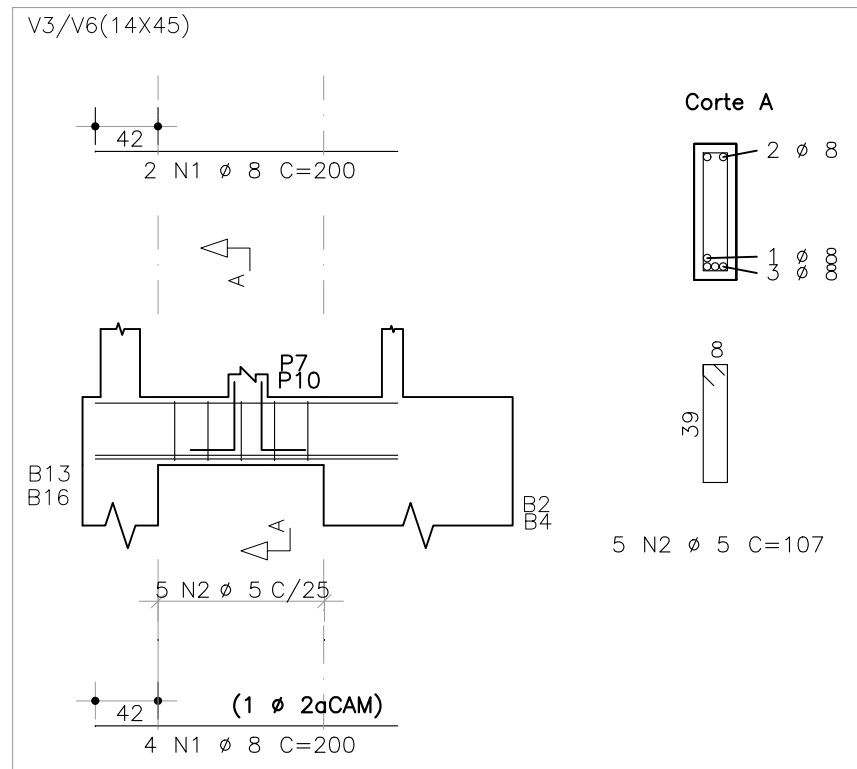 V3/V6(14X45)
42
2 N1 ø 8 C=200
Corte A
2 ø 8
1 ø 8
3 ø 8
A
P7
P10
8
39
B13
B16
B2
B4
A
5 N2 ø 5 C=107
5 N2 ø 5 C/25
42
(1 ø 2aCAM)
4 N1 ø 8 C=200